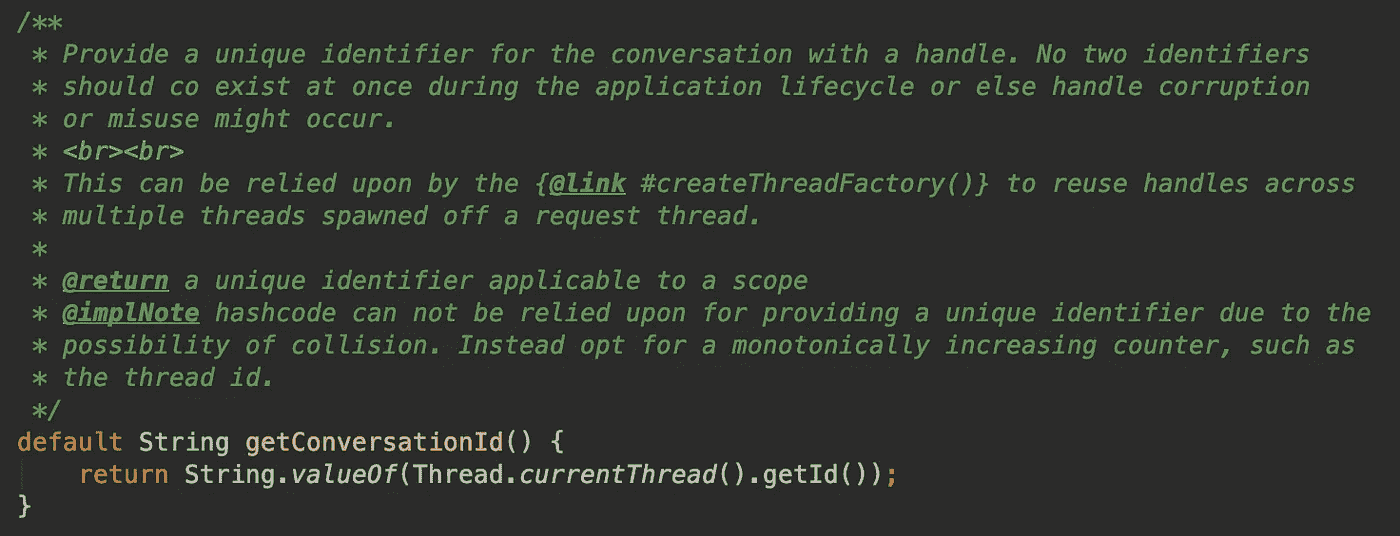 /**
 * Provide a unique identifier for the conversation with a handle. No two identifiers
 * should co exist at once during the application lifecycle or else handle corruption
 * or misuse might occur.
 * <br><br>
 * This can be relied upon by the {@link #createThreadFactory()} to reuse handles across
 * multiple threads spawned off a request thread.
 *
 * @return a unique identifier applicable to a scope
 * @implNote hashcode can not be relied upon for providing a unique identifier due to the
 * possibility of collision. Instead opt for a monotonically increasing counter, such as
 * the thread id.
 */
default String getConversationId() {
    return String.valueOf(Thread.currentThread().getId());
}